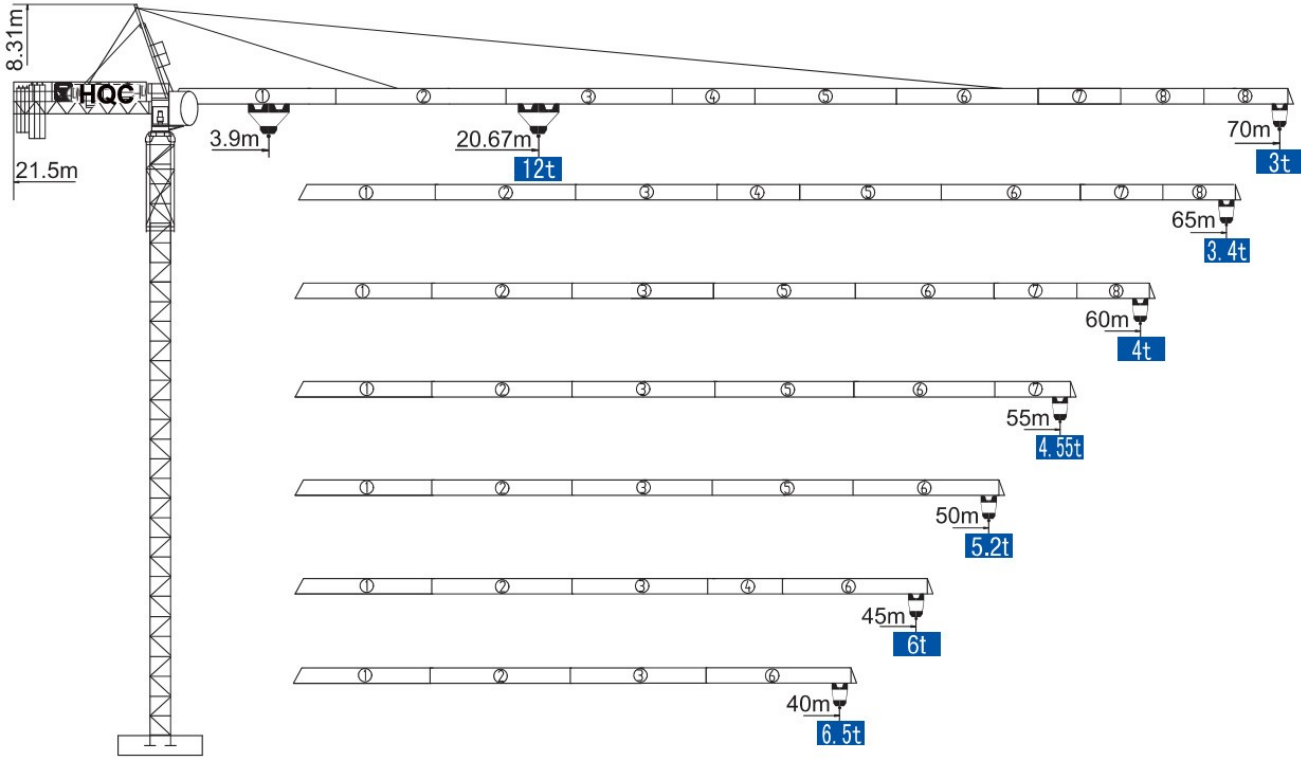 8.31m
HQC
① ② ③ ④ ⑤ ⑥ ⑦ ⑧ ⑧
3.9m 20.67m 70m
12t 3t
21.5m
① ② ③ ④ ⑤ ⑥ ⑦ ⑧
65m
3.4t
① ② ③ ⑤ ⑥ ⑦ ⑧
60m
4t
① ② ③ ⑤ ⑥ ⑦
55m
4.55t
① ② ③ ⑤ ⑥
50m
5.2t
① ② ③ ④ ⑥
45m
6t
① ② ③ ⑥
40m
6.5t